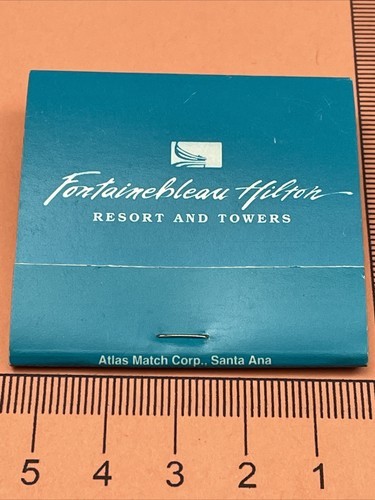 Fontainebleau Hilton
RESORT AND TOWERS
Atlas Match Corp., Santa Ana
5 4 3 2 1